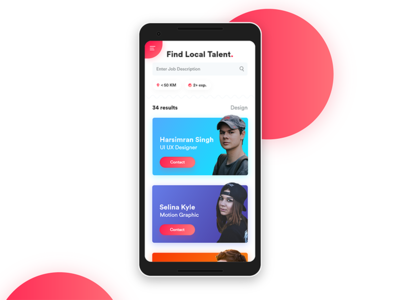 Find Local Talent.
Enter Job Description
<50 KM
3+ exp.
34 results
Design
Harsimran Singh
UI UX Designer
Contact
Selina Kyle
Motion Graphic
Contact